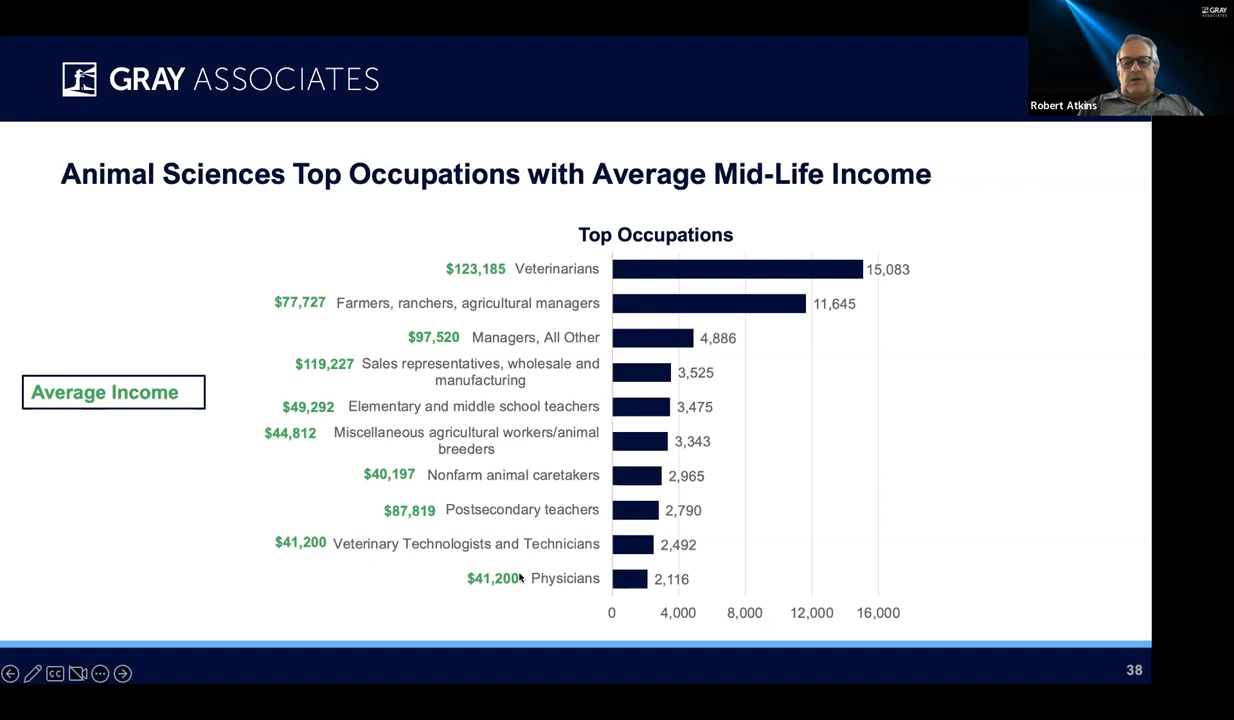 GRAY ASSOCIATES
GRAY
ASSOCIATES
Robert Atkins
Animal Sciences Top Occupations with Average Mid-Life Income
Top Occupations
$123,185 Veterinarians 15,083
$77,727 Farmers, ranchers, agricultural managers 11,645
$97,520 Managers, All Other 4,886
$119,227 Sales representatives, wholesale and
manufacturing 3,525
Average Income
$49,292 Elementary and middle school teachers 3,475
$44,812 Miscellaneous agricultural workers/animal
breeders 3,343
$40,197 Nonfarm animal caretakers 2,965
$87,819 Postsecondary teachers 2,790
$41,200 Veterinary Technologists and Technicians 2,492
$41,200 Physicians 2,116
0 4,000 8,000 12,000 16,000
CC
38